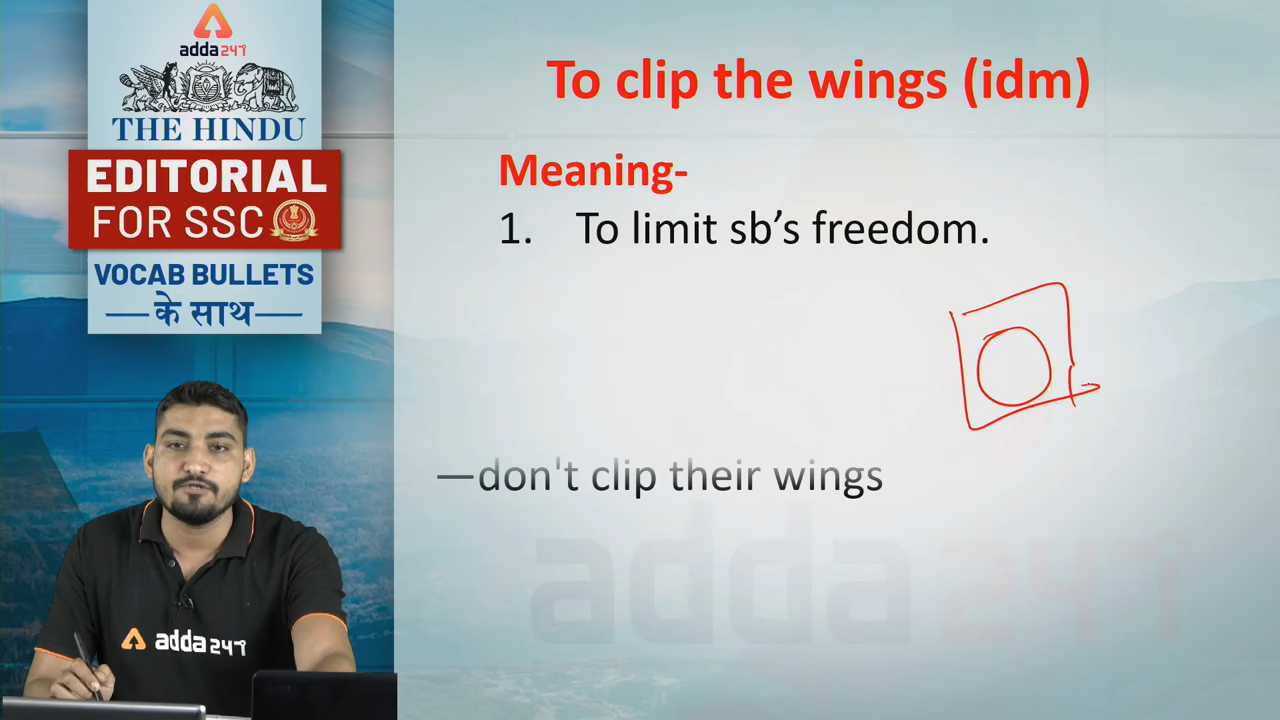 adda247
THE HINDU
EDITORIAL
FOR SSC
VOCAB BULLETS
—के साथ—
To clip the wings (idm)
Meaning-
1. To limit sb’s freedom.
—don't clip their wings
adda247
adda247